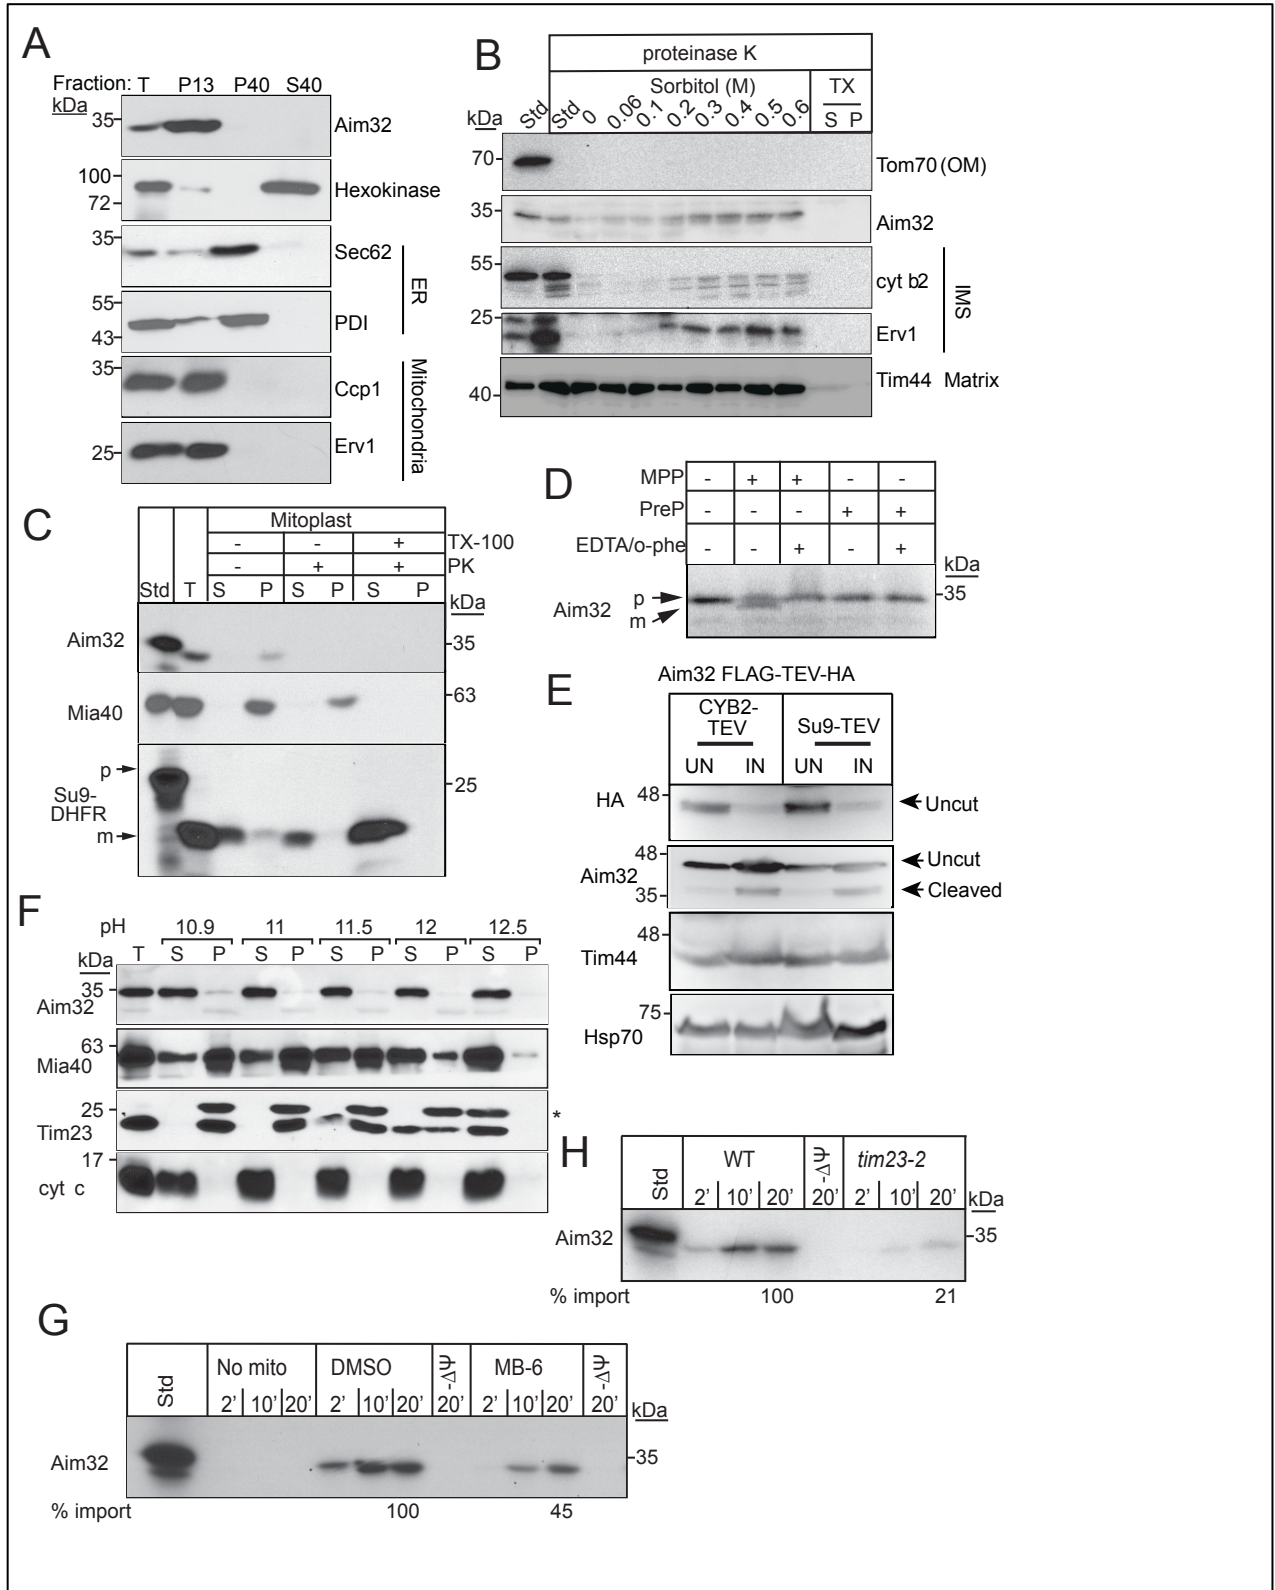 A
Fraction: T P13 P40 S40
kDa
35- Aim32
100-
72- Hexokinase
35- Sec62
ER
55-
43- PDI
35- Ccp1
Mitochondria
25- Erv1
B
proteinase K
Sorbitol (M) TX
kDa Std Std 0 0.06 0.1 0.2 0.3 0.4 0.5 0.6 S P
70- Tom70 (OM)
35- Aim32
55- cyt b2
IMS
25- Erv1
40- Tim44 Matrix
C
Mitoplast
- - + TX-100
- + + PK
Std T S P S P S P kDa
Aim32 -35
Mia40 -63
p
Su9-
DHFR -25
m
D
MPP - + + - -
PreP - - - + +
EDTA/o-phe - - + - +
kDa
Aim32 p -35
m
E
Aim32 FLAG-TEV-HA
CYB2-
TEV Su9-TEV
UN IN UN IN
HA 48- Uncut
48- Uncut
Aim32
35- Cleaved
48-
Tim44
75-
Hsp70
F
pH 10.9 11 11.5 12 12.5
kDa T S P S P S P S P S P
35-
Aim32
63-
Mia40
25- *
Tim23
17-
cyt c
H
Std WT -ΔΨ tim23-2
2' 10' 20' 20' 2' 10' 20' kDa
Aim32 -35
% import 100 21
G
Std No mito DMSO -ΔΨ MB-6 -ΔΨ
2' 10' 20' 2' 10' 20' 20' 2' 10' 20' 20' kDa
Aim32 -35
% import 100 45